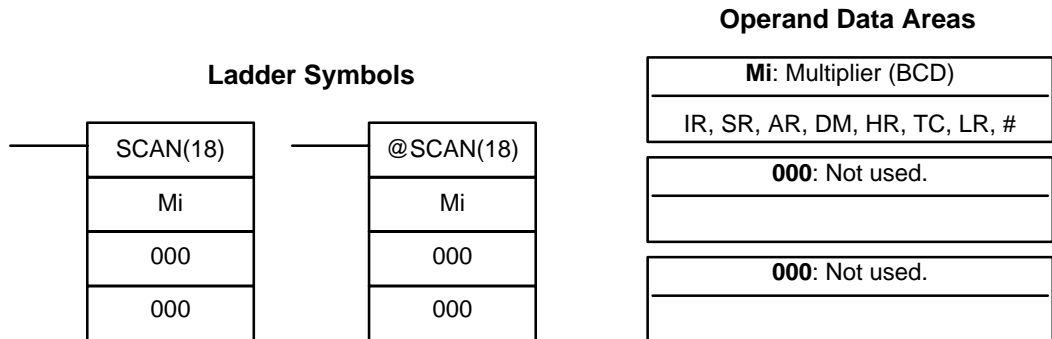 Ladder Symbols
SCAN(18)
Mi
000
000
@SCAN(18)
Mi
000
000
Operand Data Areas
Mi: Multiplier (BCD)
IR, SR, AR, DM, HR, TC, LR, #
000: Not used.
000: Not used.